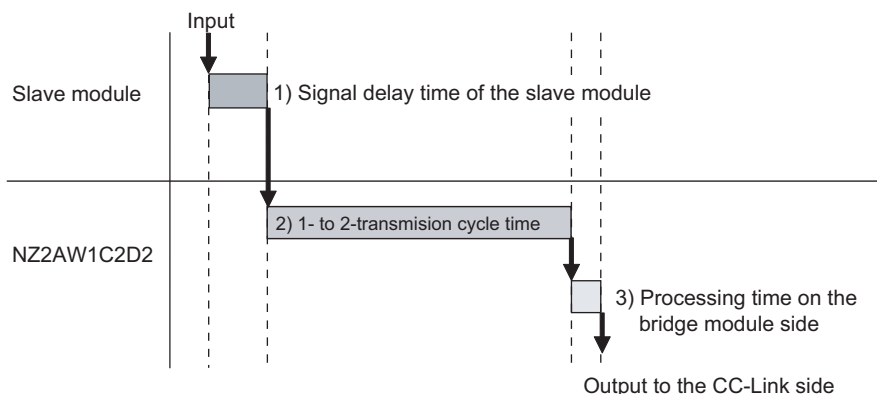 Input
Slave module
1) Signal delay time of the slave module
2) 1- to 2-transmision cycle time
NZ2AW1C2D2
3) Processing time on the
bridge module side
Output to the CC-Link side